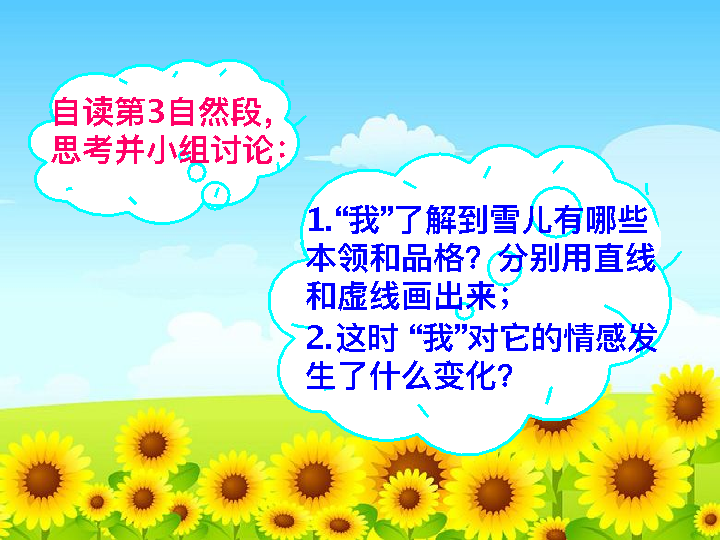 自读第3自然段，
思考并小组讨论：
1.“我”了解到雪儿有哪些
本领和品格？分别用直线
和虚线画出来；
2.这时 “我”对它的情感发
生了什么变化？